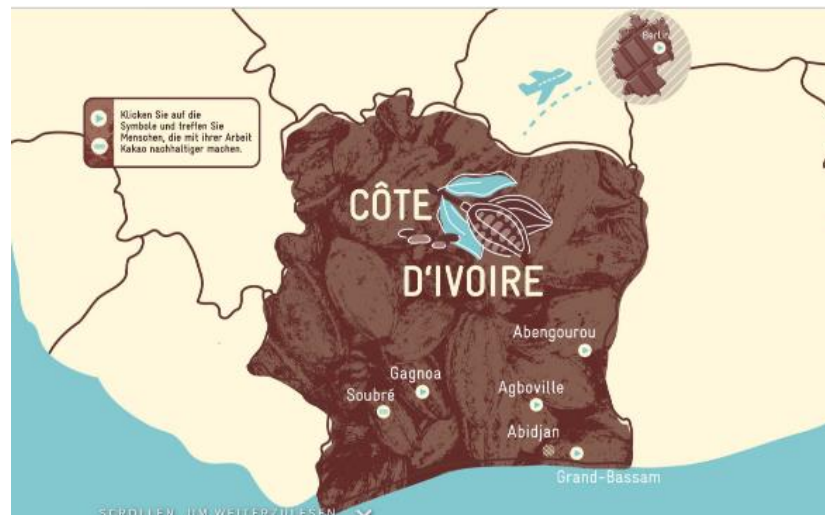 Berlin
Klicken Sie auf die
Symbole und treffen Sie
Menschen, die mit ihrer Arbeit
Kakao nachhaltiger machen.
CÔTE
D'IVOIRE
Abengourou
Gagnoa
Soubré
Agboville
Abidjan
Grand-Bassam
SCROLLEN, UM WEITERZULESEN